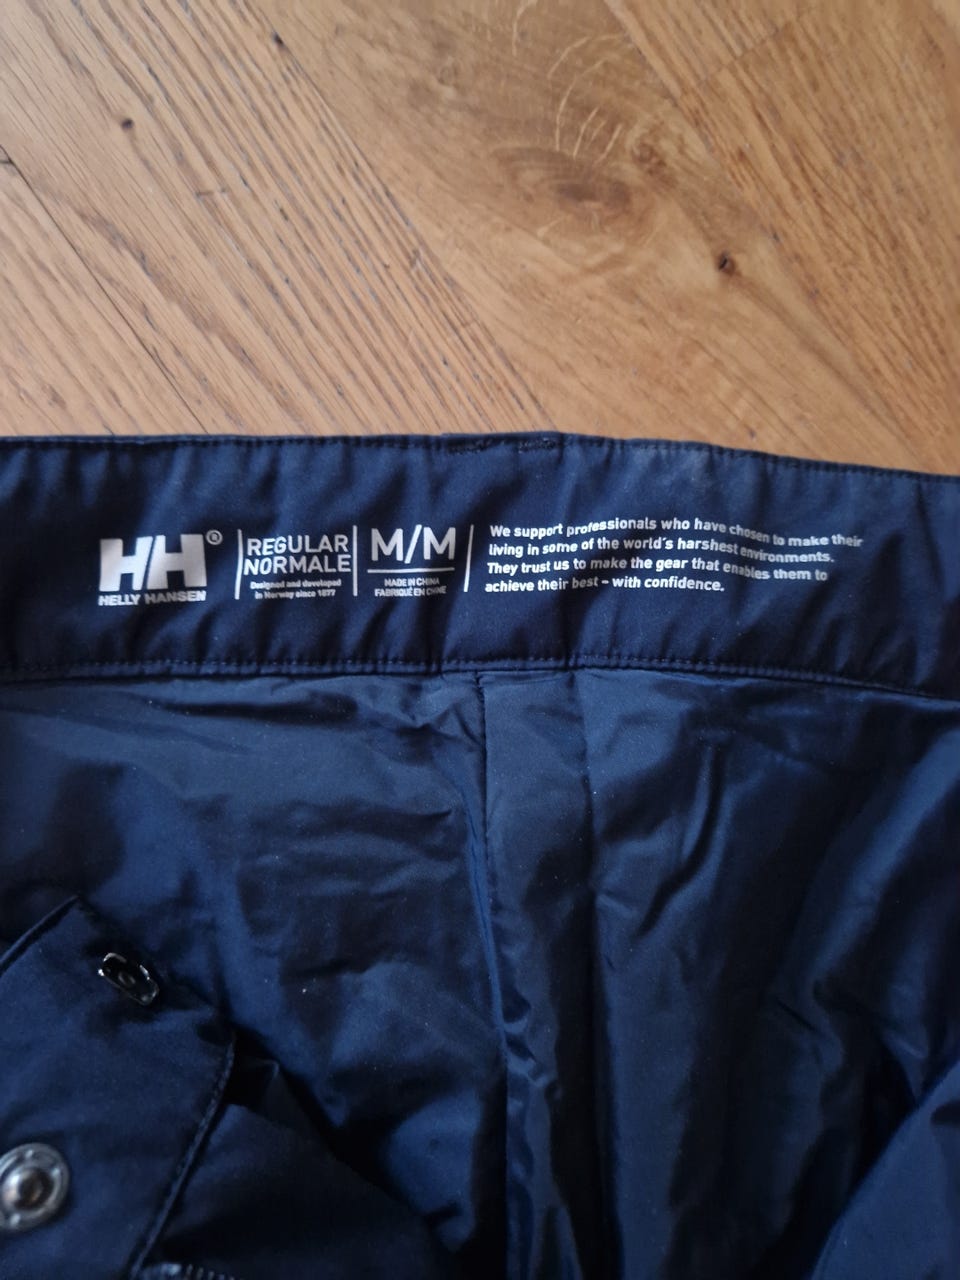 HH®
HELLY HANSEN
REGULAR
NORMALE
Designed and developed
in Norway since 1877
M/M
MADE IN CHINA
FABRIQUÉ EN CHINE
We support professionals who have chosen to make their
living in some of the world's harshest environments.
They trust us to make the gear that enables them to
achieve their best – with confidence.